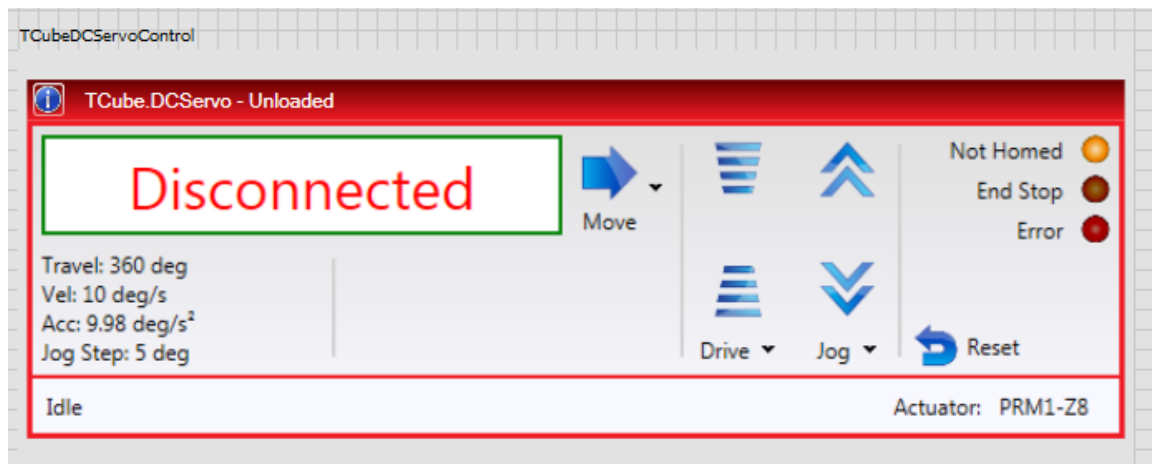 TCubeDCServoControl
TCube.DCServo - Unloaded
Disconnected
Move
Not Homed
End Stop
Error
Travel: 360 deg
Vel: 10 deg/s
Acc: 9.98 deg/s²
Jog Step: 5 deg
Drive
Jog
Reset
Idle
Actuator: PRM1-Z8